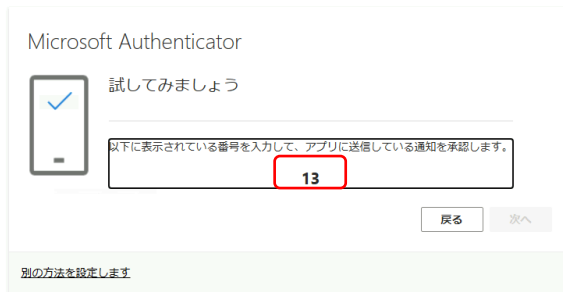 Microsoft Authenticator
試してみましょう
以下に表示されている番号を入力して、アプリに送信している通知を承認します。
13
戻る
次へ
別の方法を設定します